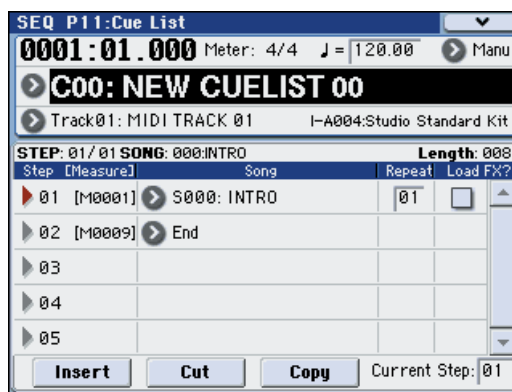 SEQ P11:Cue List
0001:01.000 Meter: 4/4 ♩= 120.00 Manu
C00: NEW CUELIST 00
Track01: MIDI TRACK 01 I-A004:Studio Standard Kit
STEP: 01/01 SONG: 000:INTRO Length: 008
Step [Measure] Song Repeat Load FX?
01 [M0001] S000: INTRO 01
02 [M0009] End
03
04
05
Insert Cut Copy Current Step: 01